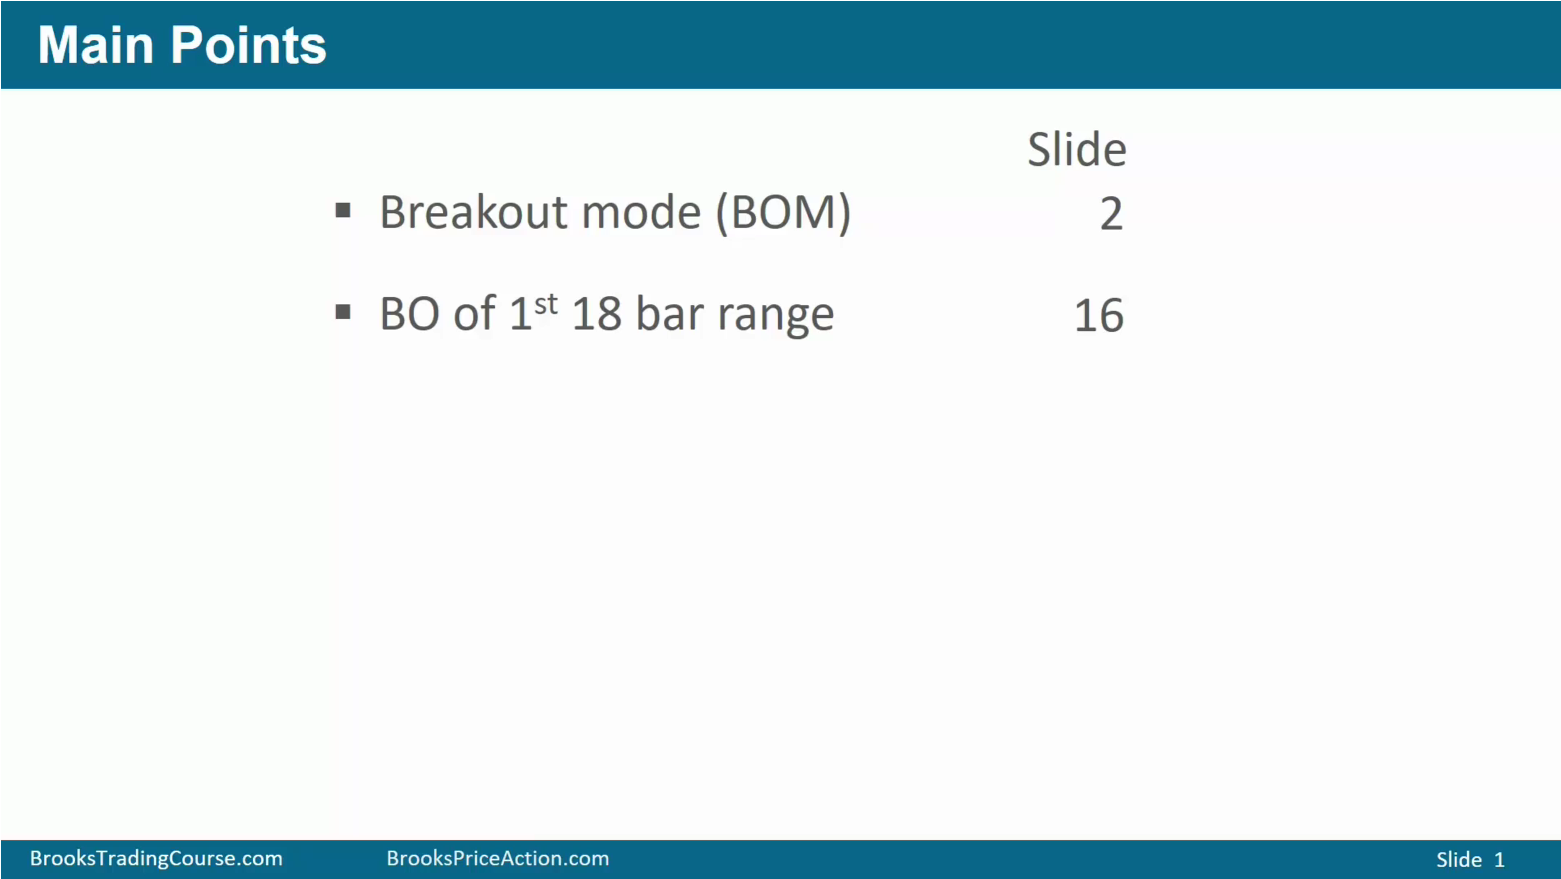 Main Points
Slide
▪ Breakout mode (BOM) 2
▪ BO of 1st 18 bar range 16
BrooksTradingCourse.com BrooksPriceAction.com Slide 1